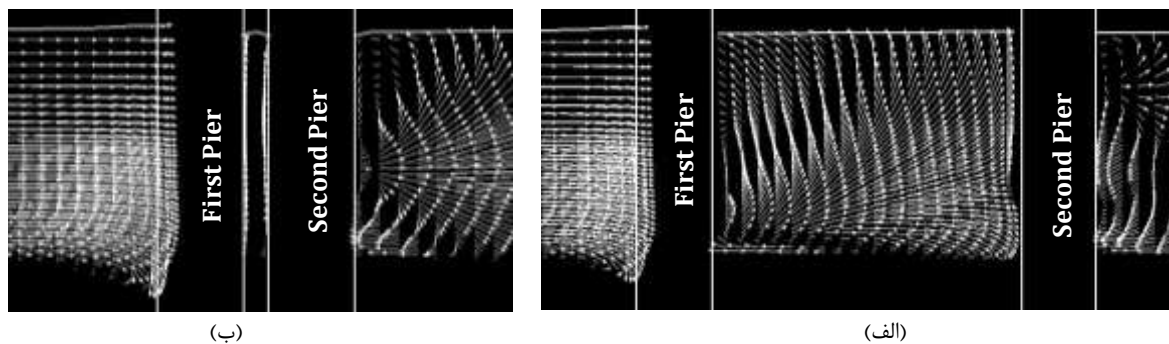 First Pier
Second Pier
First Pier
Second Pier
(ب)
(الف)